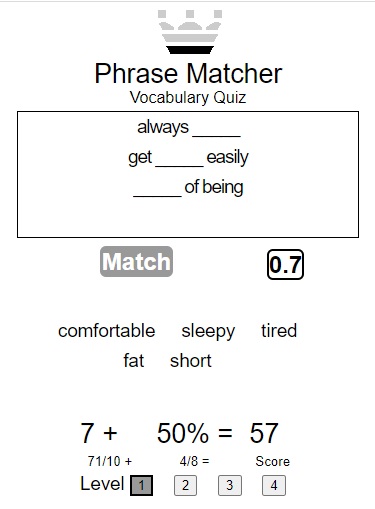 Phrase Matcher
Vocabulary Quiz
always _____
get _____ easily
_____ of being
Match 0.7
comfortable sleepy tired
fat short
7 + 50% = 57
71/10 + 4/8 = Score
Level 1 2 3 4